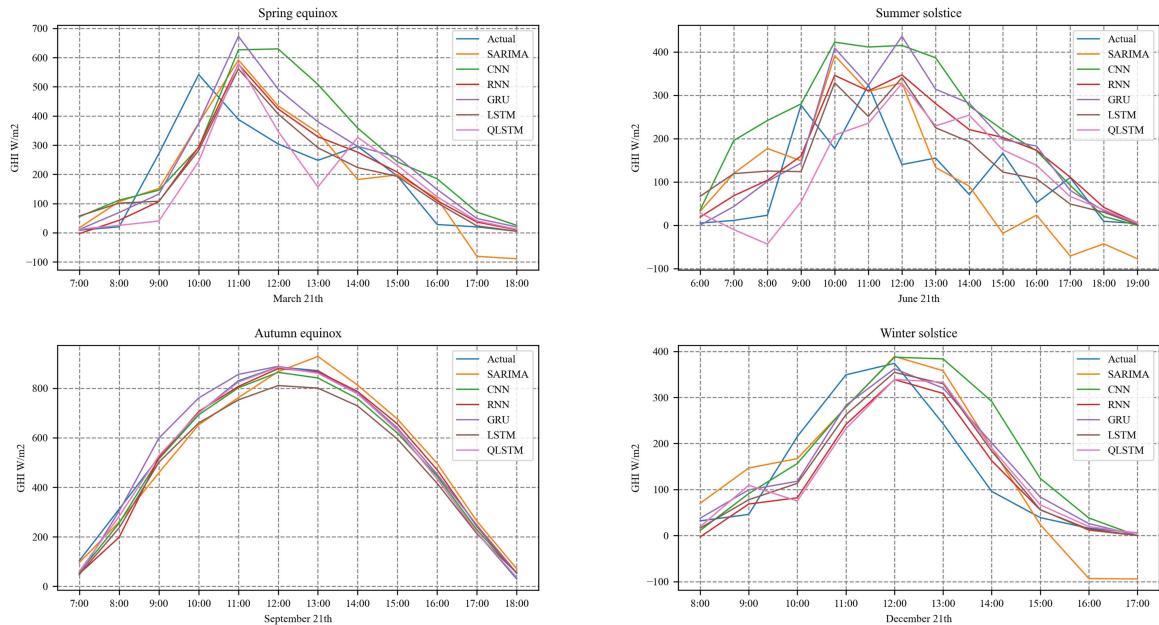 Spring equinox
700
600
500
400
300
200
100
0
−100
GHI W/m2
Actual
SARIMA
CNN
RNN
GRU
LSTM
QLSTM
7:00 8:00 9:00 10:00 11:00 12:00 13:00 14:00 15:00 16:00 17:00 18:00
March 21th
Summer solstice
400
300
200
100
0
−100
GHI W/m2
Actual
SARIMA
CNN
RNN
GRU
LSTM
QLSTM
6:00 7:00 8:00 9:00 10:00 11:00 12:00 13:00 14:00 15:00 16:00 17:00 18:00 19:00
June 21th
Autumn equinox
800
600
400
200
0
GHI W/m2
Actual
SARIMA
CNN
RNN
GRU
LSTM
QLSTM
7:00 8:00 9:00 10:00 11:00 12:00 13:00 14:00 15:00 16:00 17:00 18:00
September 21th
Winter solstice
400
300
200
100
0
−100
GHI W/m2
Actual
SARIMA
CNN
RNN
GRU
LSTM
QLSTM
8:00 9:00 10:00 11:00 12:00 13:00 14:00 15:00 16:00 17:00
December 21th